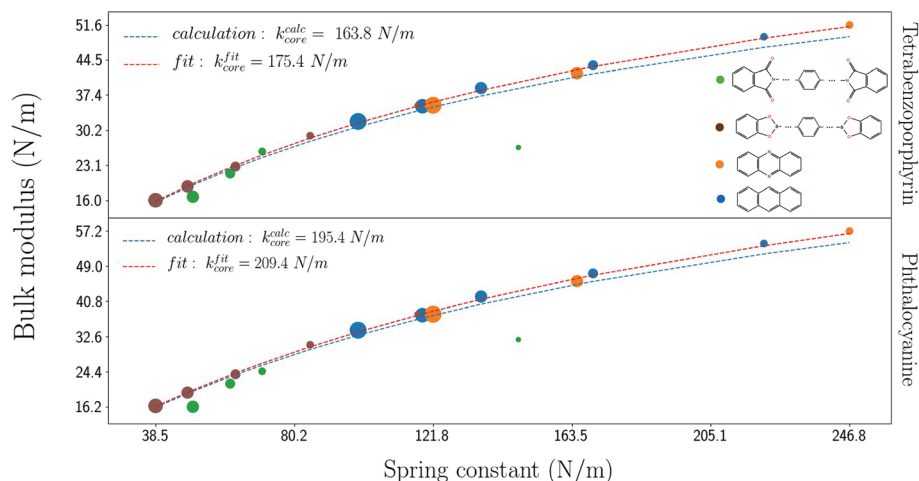 51.6
44.5
37.4
30.2
23.1
16.0
calculation : k_core^calc = 163.8 N/m
fit : k_core^fit = 175.4 N/m
Tetrabenzoporphyrin
Bulk modulus (N/m)
57.2
49.0
40.8
32.6
24.4
16.2
calculation : k_core^calc = 195.4 N/m
fit : k_core^fit = 209.4 N/m
Phthalocyanine
38.5 80.2 121.8 163.5 205.1 246.8
Spring constant (N/m)